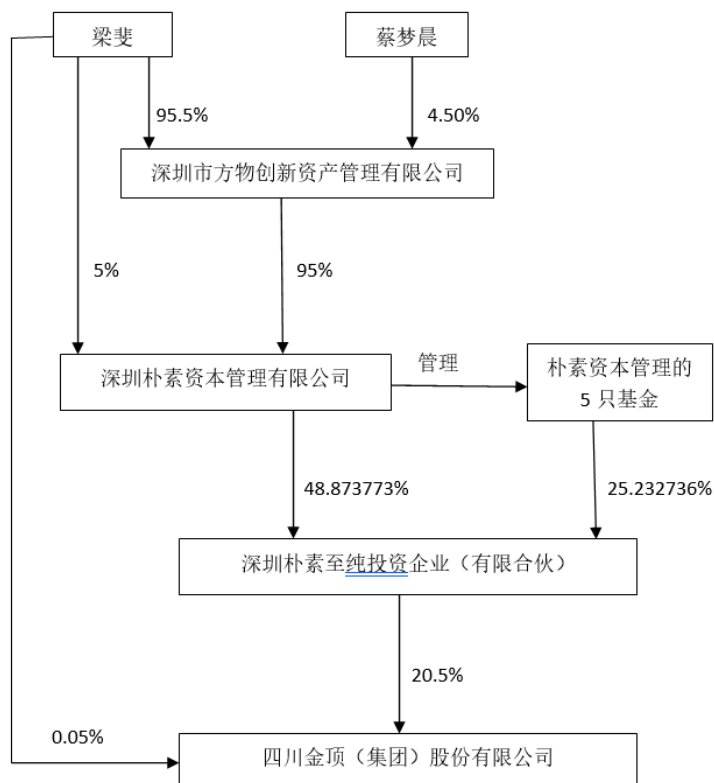 梁斐
蔡梦晨
95.5%
4.50%
深圳市方物创新资产管理有限公司
5%
95%
深圳朴素资本管理有限公司
管理
朴素资本管理的
5 只基金
48.873773%
25.232736%
深圳朴素至纯投资企业（有限合伙）
20.5%
0.05%
四川金顶（集团）股份有限公司